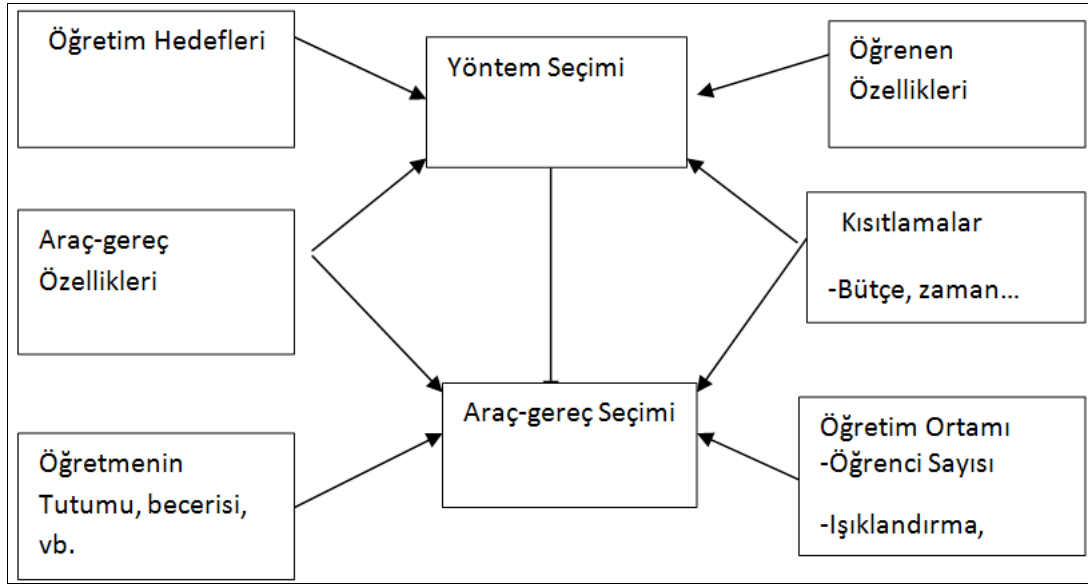 Öğretim Hedefleri
Yöntem Seçimi
Öğrenen
Özellikleri
Araç-gereç
Özellikleri
Kısıtlamalar
-Bütçe, zaman...
Araç-gereç Seçimi
Öğretmenin
Tutumu, becerisi,
vb.
Öğretim Ortamı
-Öğrenci Sayısı
-Işıklandırma,